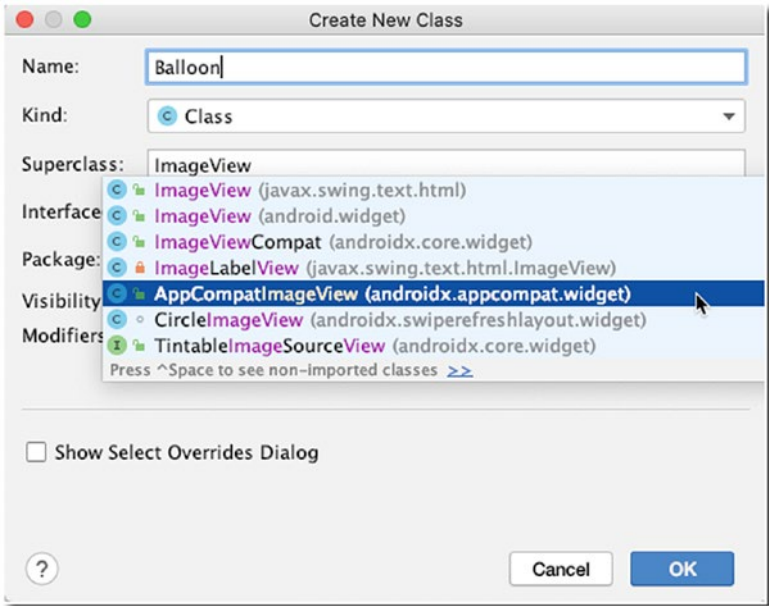 Create New Class
Name: Balloon
Kind: C Class
Superclass: ImageView
C ImageView (javax.swing.text.html)
Interface C ImageView (android.widget)
C ImageViewCompat (androidx.core.widget)
Package: C ImageLabelView (javax.swing.text.html.ImageView)
Visibility C AppCompatImageView (androidx.appcompat.widget)
C CircleImageView (androidx.swiperefreshlayout.widget)
Modifiers I TintableImageSourceView (androidx.core.widget)
Press ^Space to see non-imported classes >>
Show Select Overrides Dialog
? Cancel OK